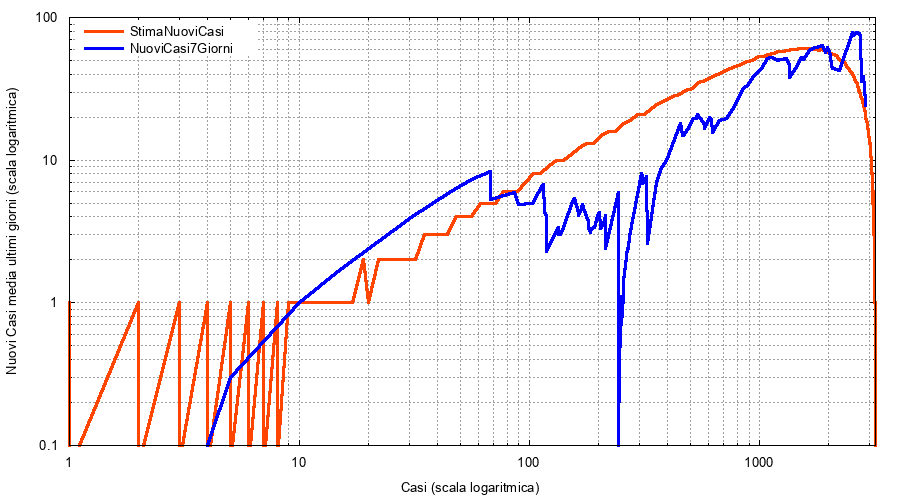 100
StimaNuoviCasi
NuoviCasi7Giorni
10
1
0.1
1
10
100
1000
Nuovi Casi media ultimi giorni (scala logaritmica)
Casi (scala logaritmica)